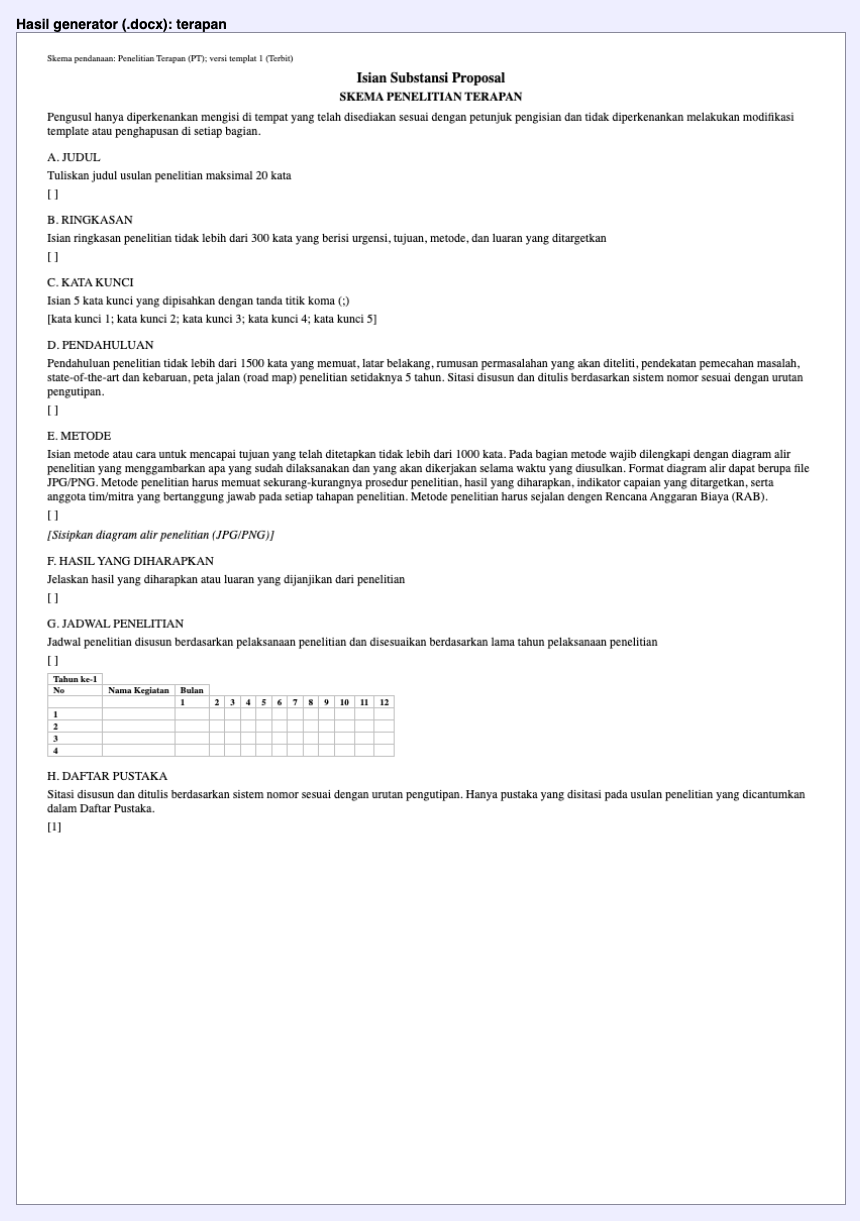 Hasil generator (.docx): terapan
Skema pendanaan: Penelitian Terapan (PT); versi templat 1 (Terbit)
Isian Substansi Proposal
SKEMA PENELITIAN TERAPAN
Pengusul hanya diperkenankan mengisi di tempat yang telah disediakan sesuai dengan petunjuk pengisian dan tidak diperkenankan melakukan modifikasi
template atau penghapusan di setiap bagian.
A. JUDUL
Tuliskan judul usulan penelitian maksimal 20 kata
[ ]
B. RINGKASAN
Isian ringkasan penelitian tidak lebih dari 300 kata yang berisi urgensi, tujuan, metode, dan luaran yang ditargetkan
[ ]
C. KATA KUNCI
Isian 5 kata kunci yang dipisahkan dengan tanda titik koma (;)
[kata kunci 1; kata kunci 2; kata kunci 3; kata kunci 4; kata kunci 5]
D. PENDAHULUAN
Pendahuluan penelitian tidak lebih dari 1500 kata yang memuat, latar belakang, rumusan permasalahan yang akan diteliti, pendekatan pemecahan masalah,
state-of-the-art dan kebaruan, peta jalan (road map) penelitian setidaknya 5 tahun. Sitasi disusun dan ditulis berdasarkan sistem nomor sesuai dengan urutan
pengutipan.
[ ]
E. METODE
Isian metode atau cara untuk mencapai tujuan yang telah ditetapkan tidak lebih dari 1000 kata. Pada bagian metode wajib dilengkapi dengan diagram alir
penelitian yang menggambarkan apa yang sudah dilaksanakan dan yang akan dikerjakan selama waktu yang diusulkan. Format diagram alir dapat berupa file
JPG/PNG. Metode penelitian harus memuat sekurang-kurangnya prosedur penelitian, hasil yang diharapkan, indikator capaian yang ditargetkan, serta
anggota tim/mitra yang bertanggung jawab pada setiap tahapan penelitian. Metode penelitian harus sejalan dengen Rencana Anggaran Biaya (RAB).
[ ]
[Sisipkan diagram alir penelitian (JPG/PNG)]
F. HASIL YANG DIHARAPKAN
Jelaskan hasil yang diharapkan atau luaran yang dijanjikan dari penelitian
[ ]
G. JADWAL PENELITIAN
Jadwal penelitian disusun berdasarkan pelaksanaan penelitian dan disesuaikan berdasarkan lama tahun pelaksanaan penelitian
[ ]
Tahun ke-1
No Nama Kegiatan Bulan
1 2 3 4 5 6 7 8 9 10 11 12
1
2
3
4
H. DAFTAR PUSTAKA
Sitasi disusun dan ditulis berdasarkan sistem nomor sesuai dengan urutan pengutipan. Hanya pustaka yang disitasi pada usulan penelitian yang dicantumkan
dalam Daftar Pustaka.
[1]